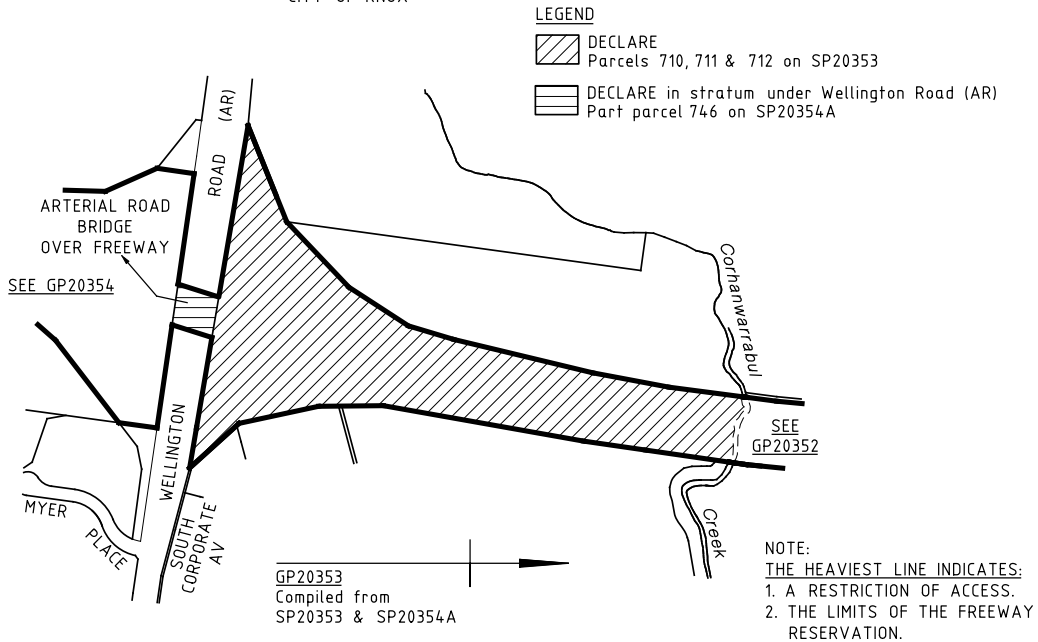 LEGEND
DECLARE
Parcels 710, 711 & 712 on SP20353
DECLARE in stratum under Wellington Road (AR)
Part parcel 746 on SP20354A
ROAD (AR)
ARTERIAL ROAD
BRIDGE
OVER FREEWAY
SEE GP20354
Corhanwarrabul
SEE
GP20352
WELLINGTON
MYER
PLACE
SOUTH
CORPORATE
AV
Creek
GP20353
Compiled from
SP20353 & SP20354A
NOTE:
THE HEAVIEST LINE INDICATES:
1. A RESTRICTION OF ACCESS.
2. THE LIMITS OF THE FREEWAY
RESERVATION.